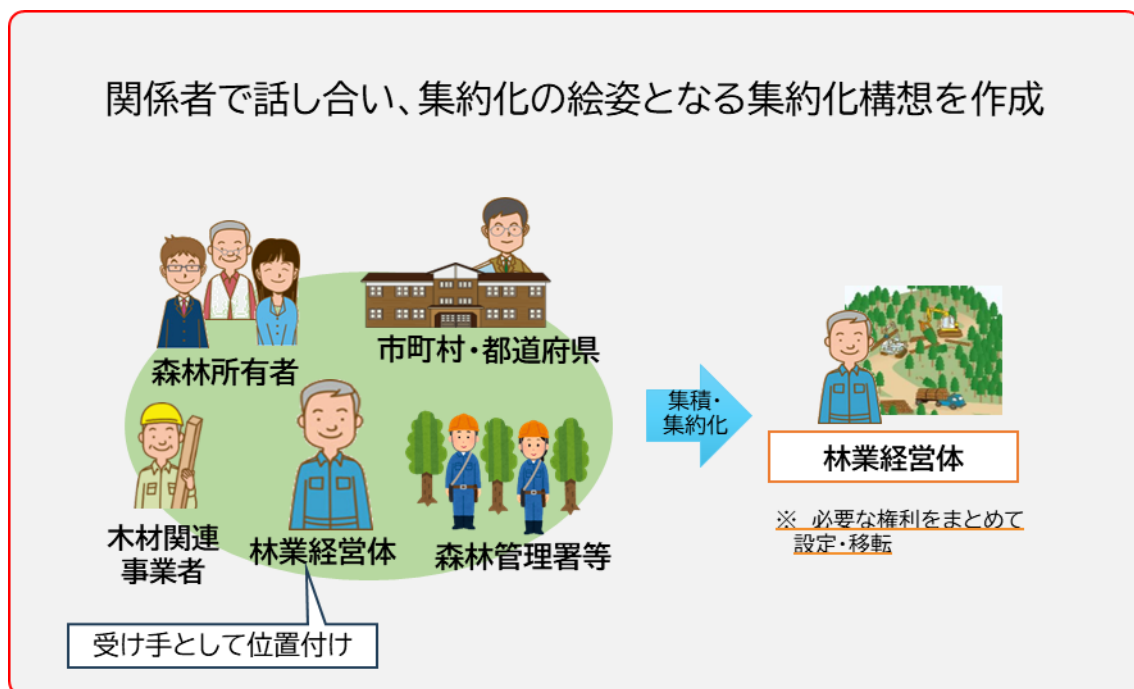 関係者で話し合い、集約化の絵姿となる集約化構想を作成
森林所有者
市町村・都道府県
木材関連
事業者
林業経営体
森林管理署等
受け手として位置付け
集積・
集約化
林業経営体
※ 必要な権利をまとめて
設定・移転